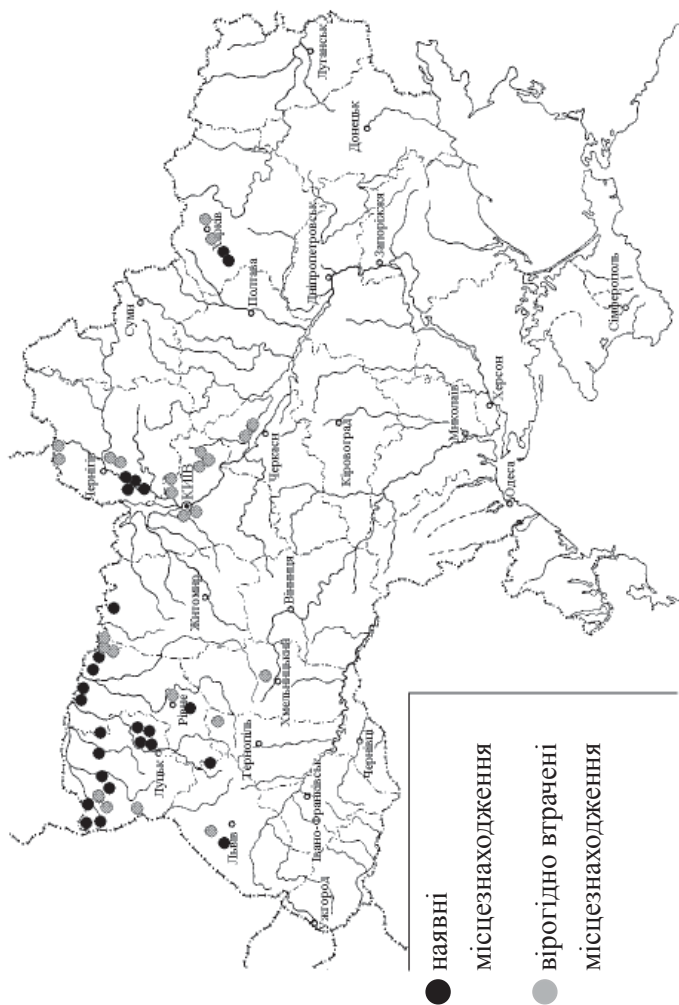 Чернігів
Суми
Луцьк
Рівне
КИЇВ
Житомир
Харків
Львів
Тернопіль
Полтава
Черкаси
Хмельницький
Вінниця
Дніпропетровськ
Івано-Франківськ
Луганськ
Ужгород
Кіровоград
Донецьк
Чернівці
Запоріжжя
Миколаїв
Херсон
Одеса
Сімферополь
наявні
місцезнаходження
вірогідно втрачені
місцезнаходження